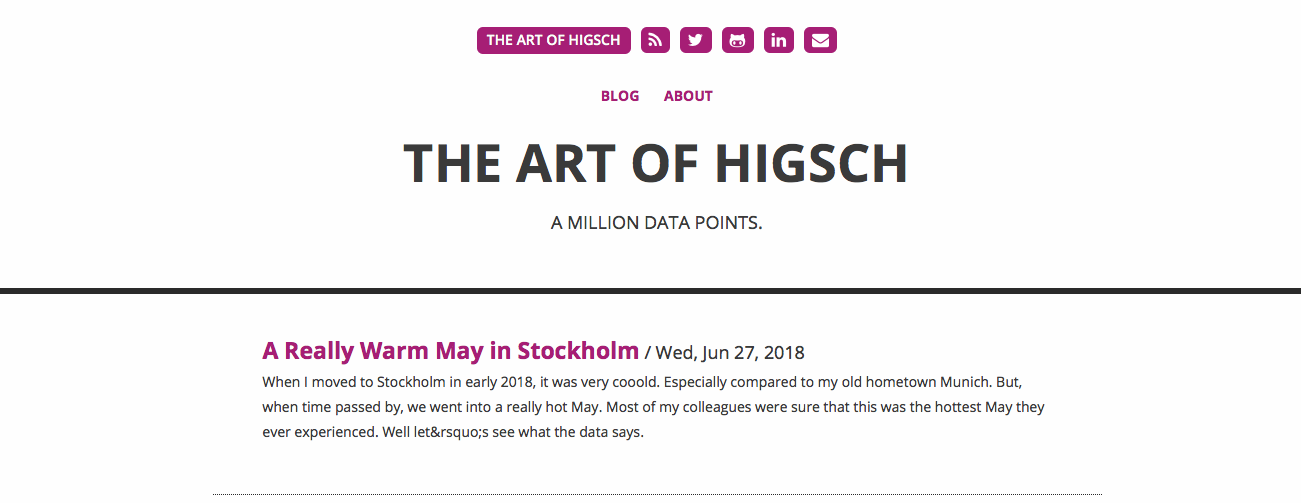 THE ART OF HIGSCH
BLOG ABOUT
THE ART OF HIGSCH
A MILLION DATA POINTS.
A Really Warm May in Stockholm / Wed, Jun 27, 2018
When I moved to Stockholm in early 2018, it was very cooold. Especially compared to my old hometown Munich. But,
when time passed by, we went into a really hot May. Most of my colleagues were sure that this was the hottest May they
ever experienced. Well let&rsquo;s see what the data says.